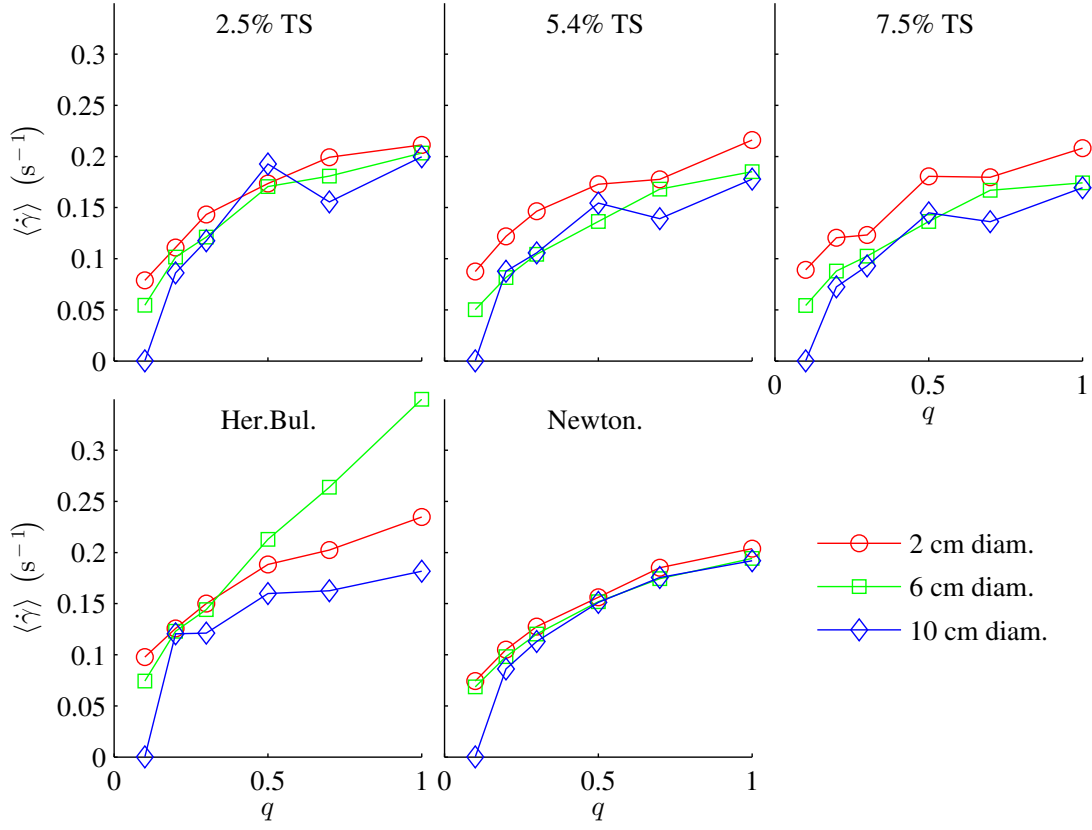 2.5% TS 5.4% TS 7.5% TS
0.3
0.25
0.2
0.15
0.1
0.05
0
⟨γ̇⟩ (s⁻¹)
0 0.5 1
q
Her.Bul. Newton.
0.3
0.25
0.2
0.15
0.1
0.05
0
⟨γ̇⟩ (s⁻¹)
0 0.5 1 0 0.5 1
q q
2 cm diam.
6 cm diam.
10 cm diam.